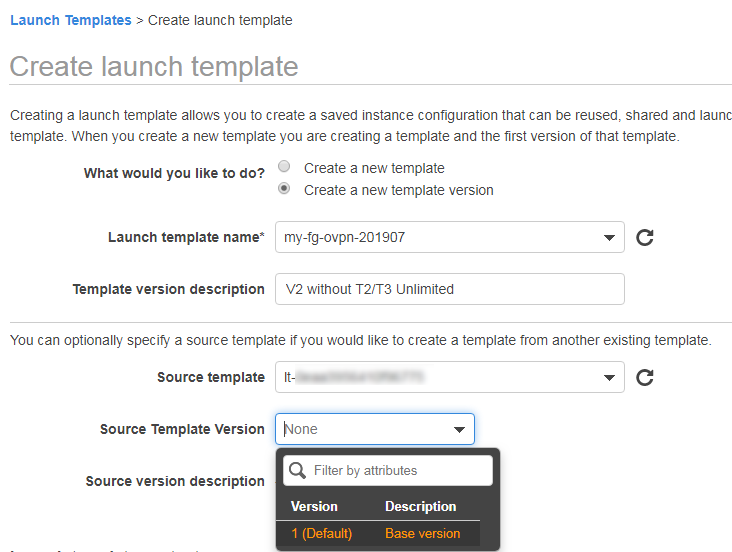 Launch Templates > Create launch template
Create launch template
Creating a launch template allows you to create a saved instance configuration that can be reused, shared and launc
template. When you create a new template you are creating a template and the first version of that template.
What would you like to do?
Create a new template
Create a new template version
Launch template name* my-fg-ovpn-201907
Template version description V2 without T2/T3 Unlimited
You can optionally specify a source template if you would like to create a template from another existing template.
Source template lt-
Source Template Version None
Filter by attributes
Source version description
Version Description
1 (Default) Base version